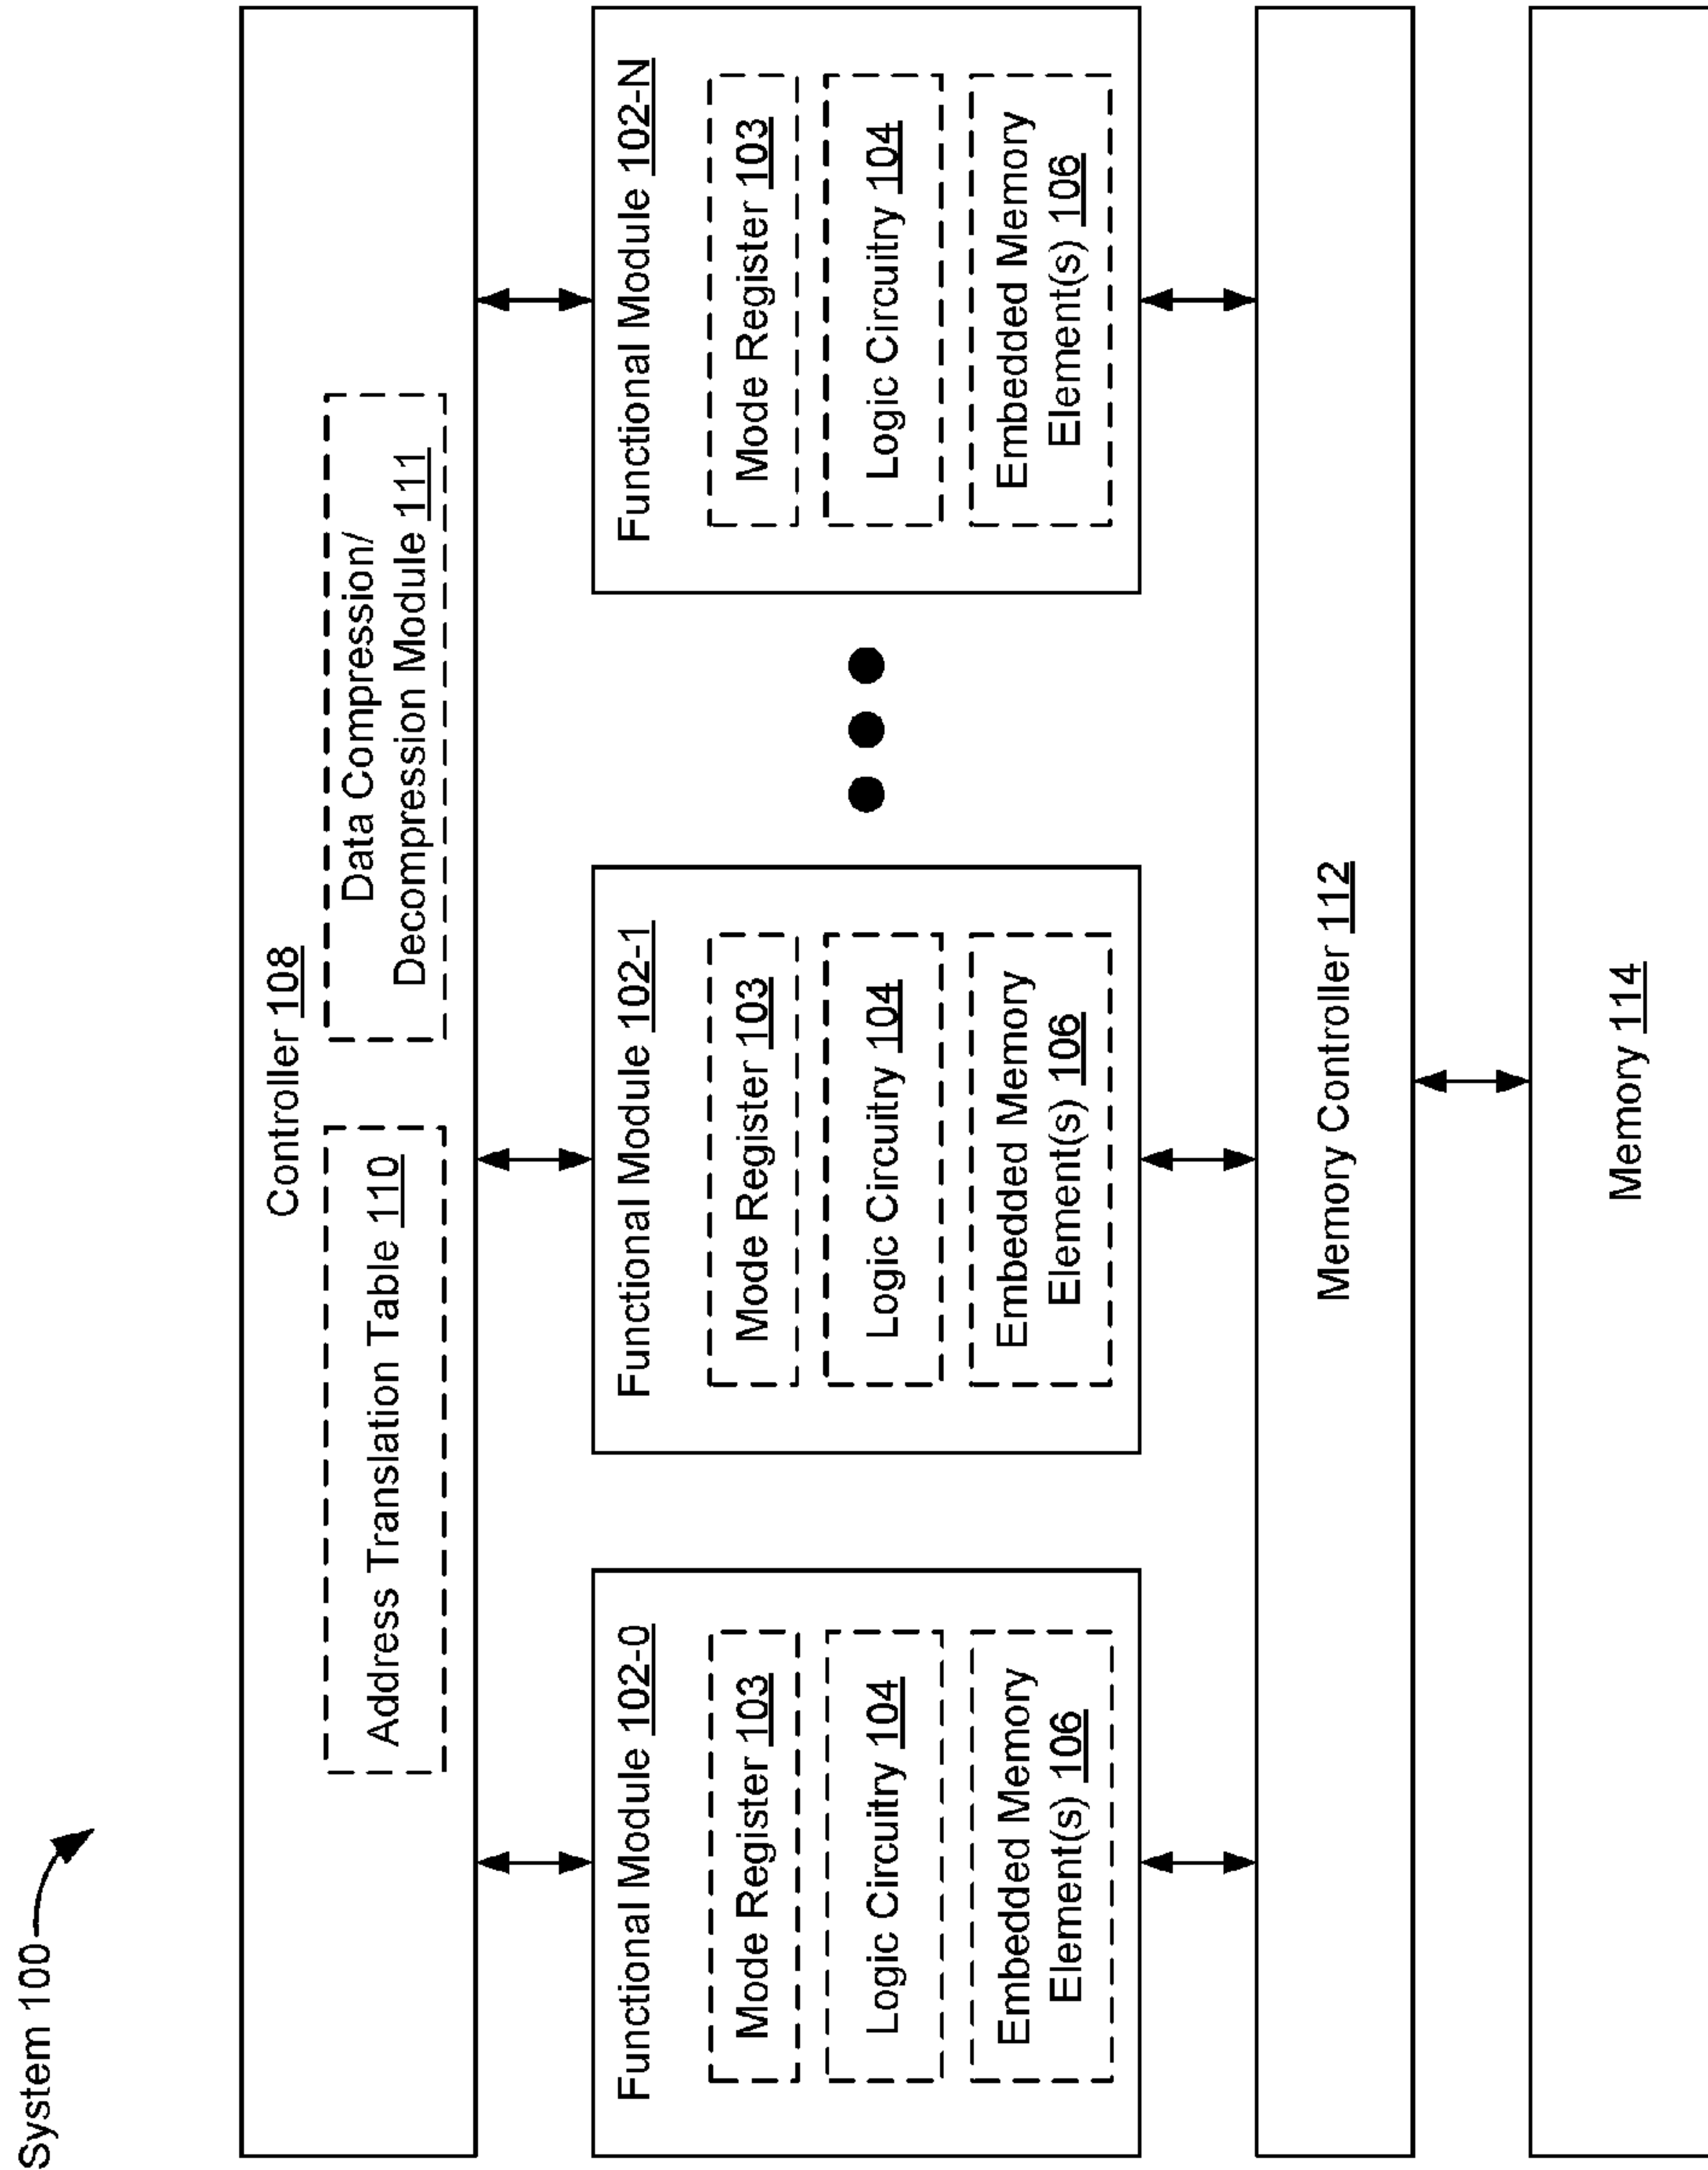 System 100
Controller 108
Address Translation Table 110
Data Compression/
Decompression Module 111
Functional Module 102-0
Mode Register 103
Logic Circuitry 104
Embedded Memory
Element(s) 106
Functional Module 102-1
Mode Register 103
Logic Circuitry 104
Embedded Memory
Element(s) 106
Functional Module 102-N
Mode Register 103
Logic Circuitry 104
Embedded Memory
Element(s) 106
Memory Controller 112
Memory 114